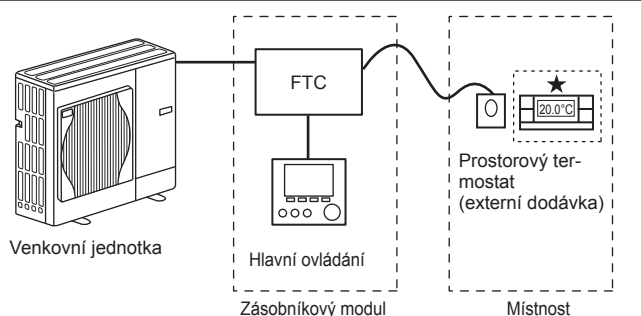 FTC
20.0°C
Prostorový ter-
mostat
(externí dodávka)
Venkovní jednotka
Hlavní ovládání
Zásobníkový modul
Místnost